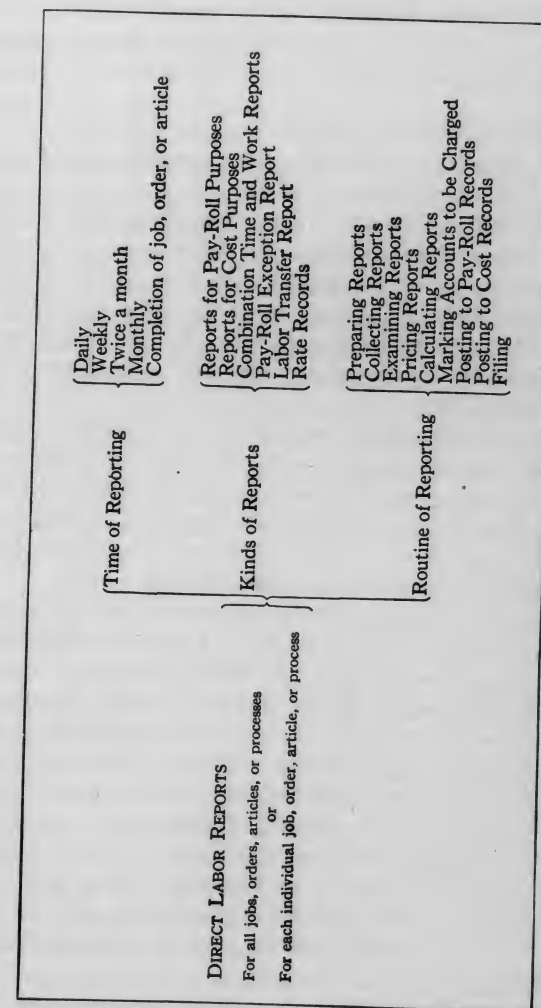 DIRECT LABOR REPORTS
For all jobs, orders, articles, or processes
or
For each individual job, order, article, or process
Time of Reporting
Daily
Weekly
Twice a month
Monthly
Completion of job, order, or article
Kinds of Reports
Reports for Pay-Roll Purposes
Reports for Cost Purposes
Combination Time and Work Reports
Pay-Roll Exception Report
Labor Transfer Report
Rate Records
Routine of Reporting
Preparing Reports
Collecting Reports
Examining Reports
Pricing Reports
Calculating Reports
Marking Accounts to be Charged
Posting to Pay-Roll Records
Posting to Cost Records
Filing